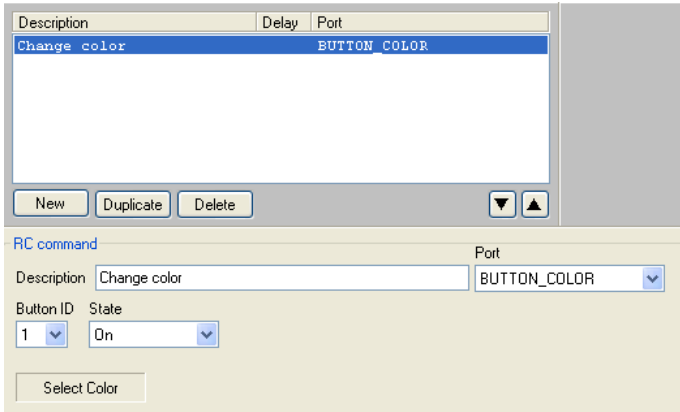 Description Delay Port
Change color BUTTON_COLOR
New Duplicate Delete
RC command
Port
Description Change color BUTTON_COLOR
Button ID State
1 On
Select Color